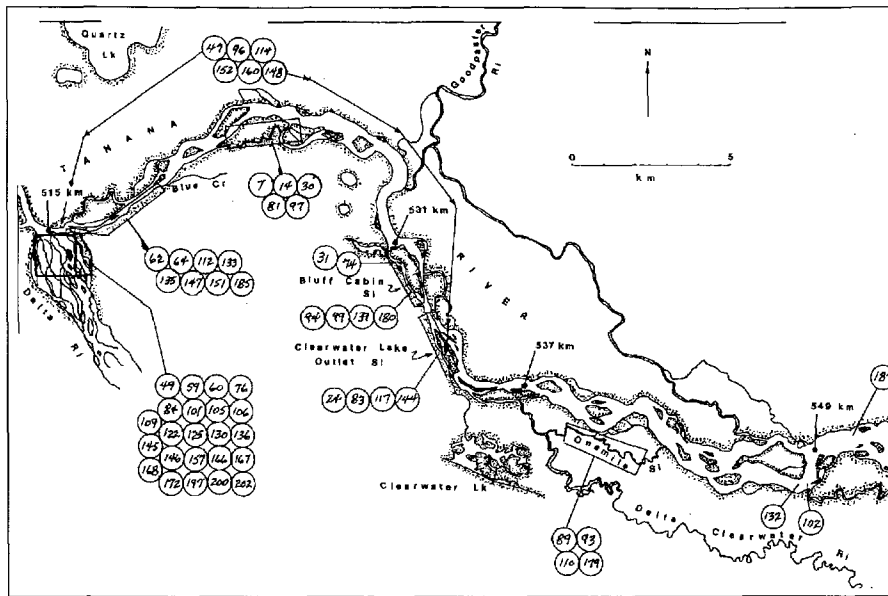 Quartz
Lk
47 96 114
152 160 148
Goodpaster
Ri
N
0 5
km
TANANA
515 km
Blue Cr
7 14 30
81 97
531 km
RIVER
62 64 112 133
135 147 151 185
31 74
Bluff Cabin
Sl
94 99 139 180
Clearwater Lake
Outlet Sl
24 83 117 144
537 km
Delta
Ri
49 59 60 76
84 101 105 106
109
122 125 130 136
145
146 157 166 167
168
172 197 200 202
549 km
Onemile
Sl
Clearwater Lk
132 102
Delta Clearwater
Ri
89 93
110 179